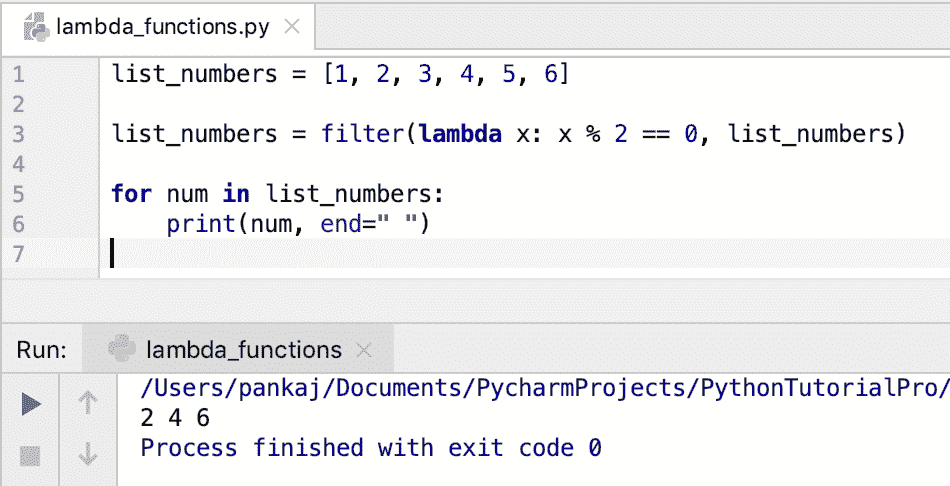 lambda_functions.py
1 list_numbers = [1, 2, 3, 4, 5, 6]
2
3 list_numbers = filter(lambda x: x % 2 == 0, list_numbers)
4
5 for num in list_numbers:
6     print(num, end=" ")
7
Run: lambda_functions
/Users/pankaj/Documents/PycharmProjects/PythonTutorialPro/
2 4 6
Process finished with exit code 0